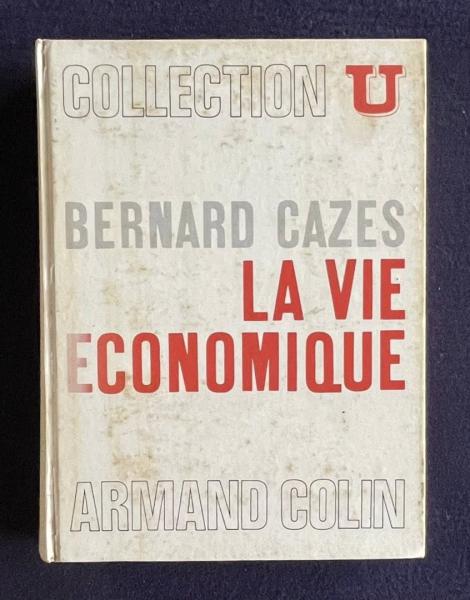 COLLECTION U
BERNARD CAZES
LA VIE
ECONOMIQUE
ARMAND COLIN